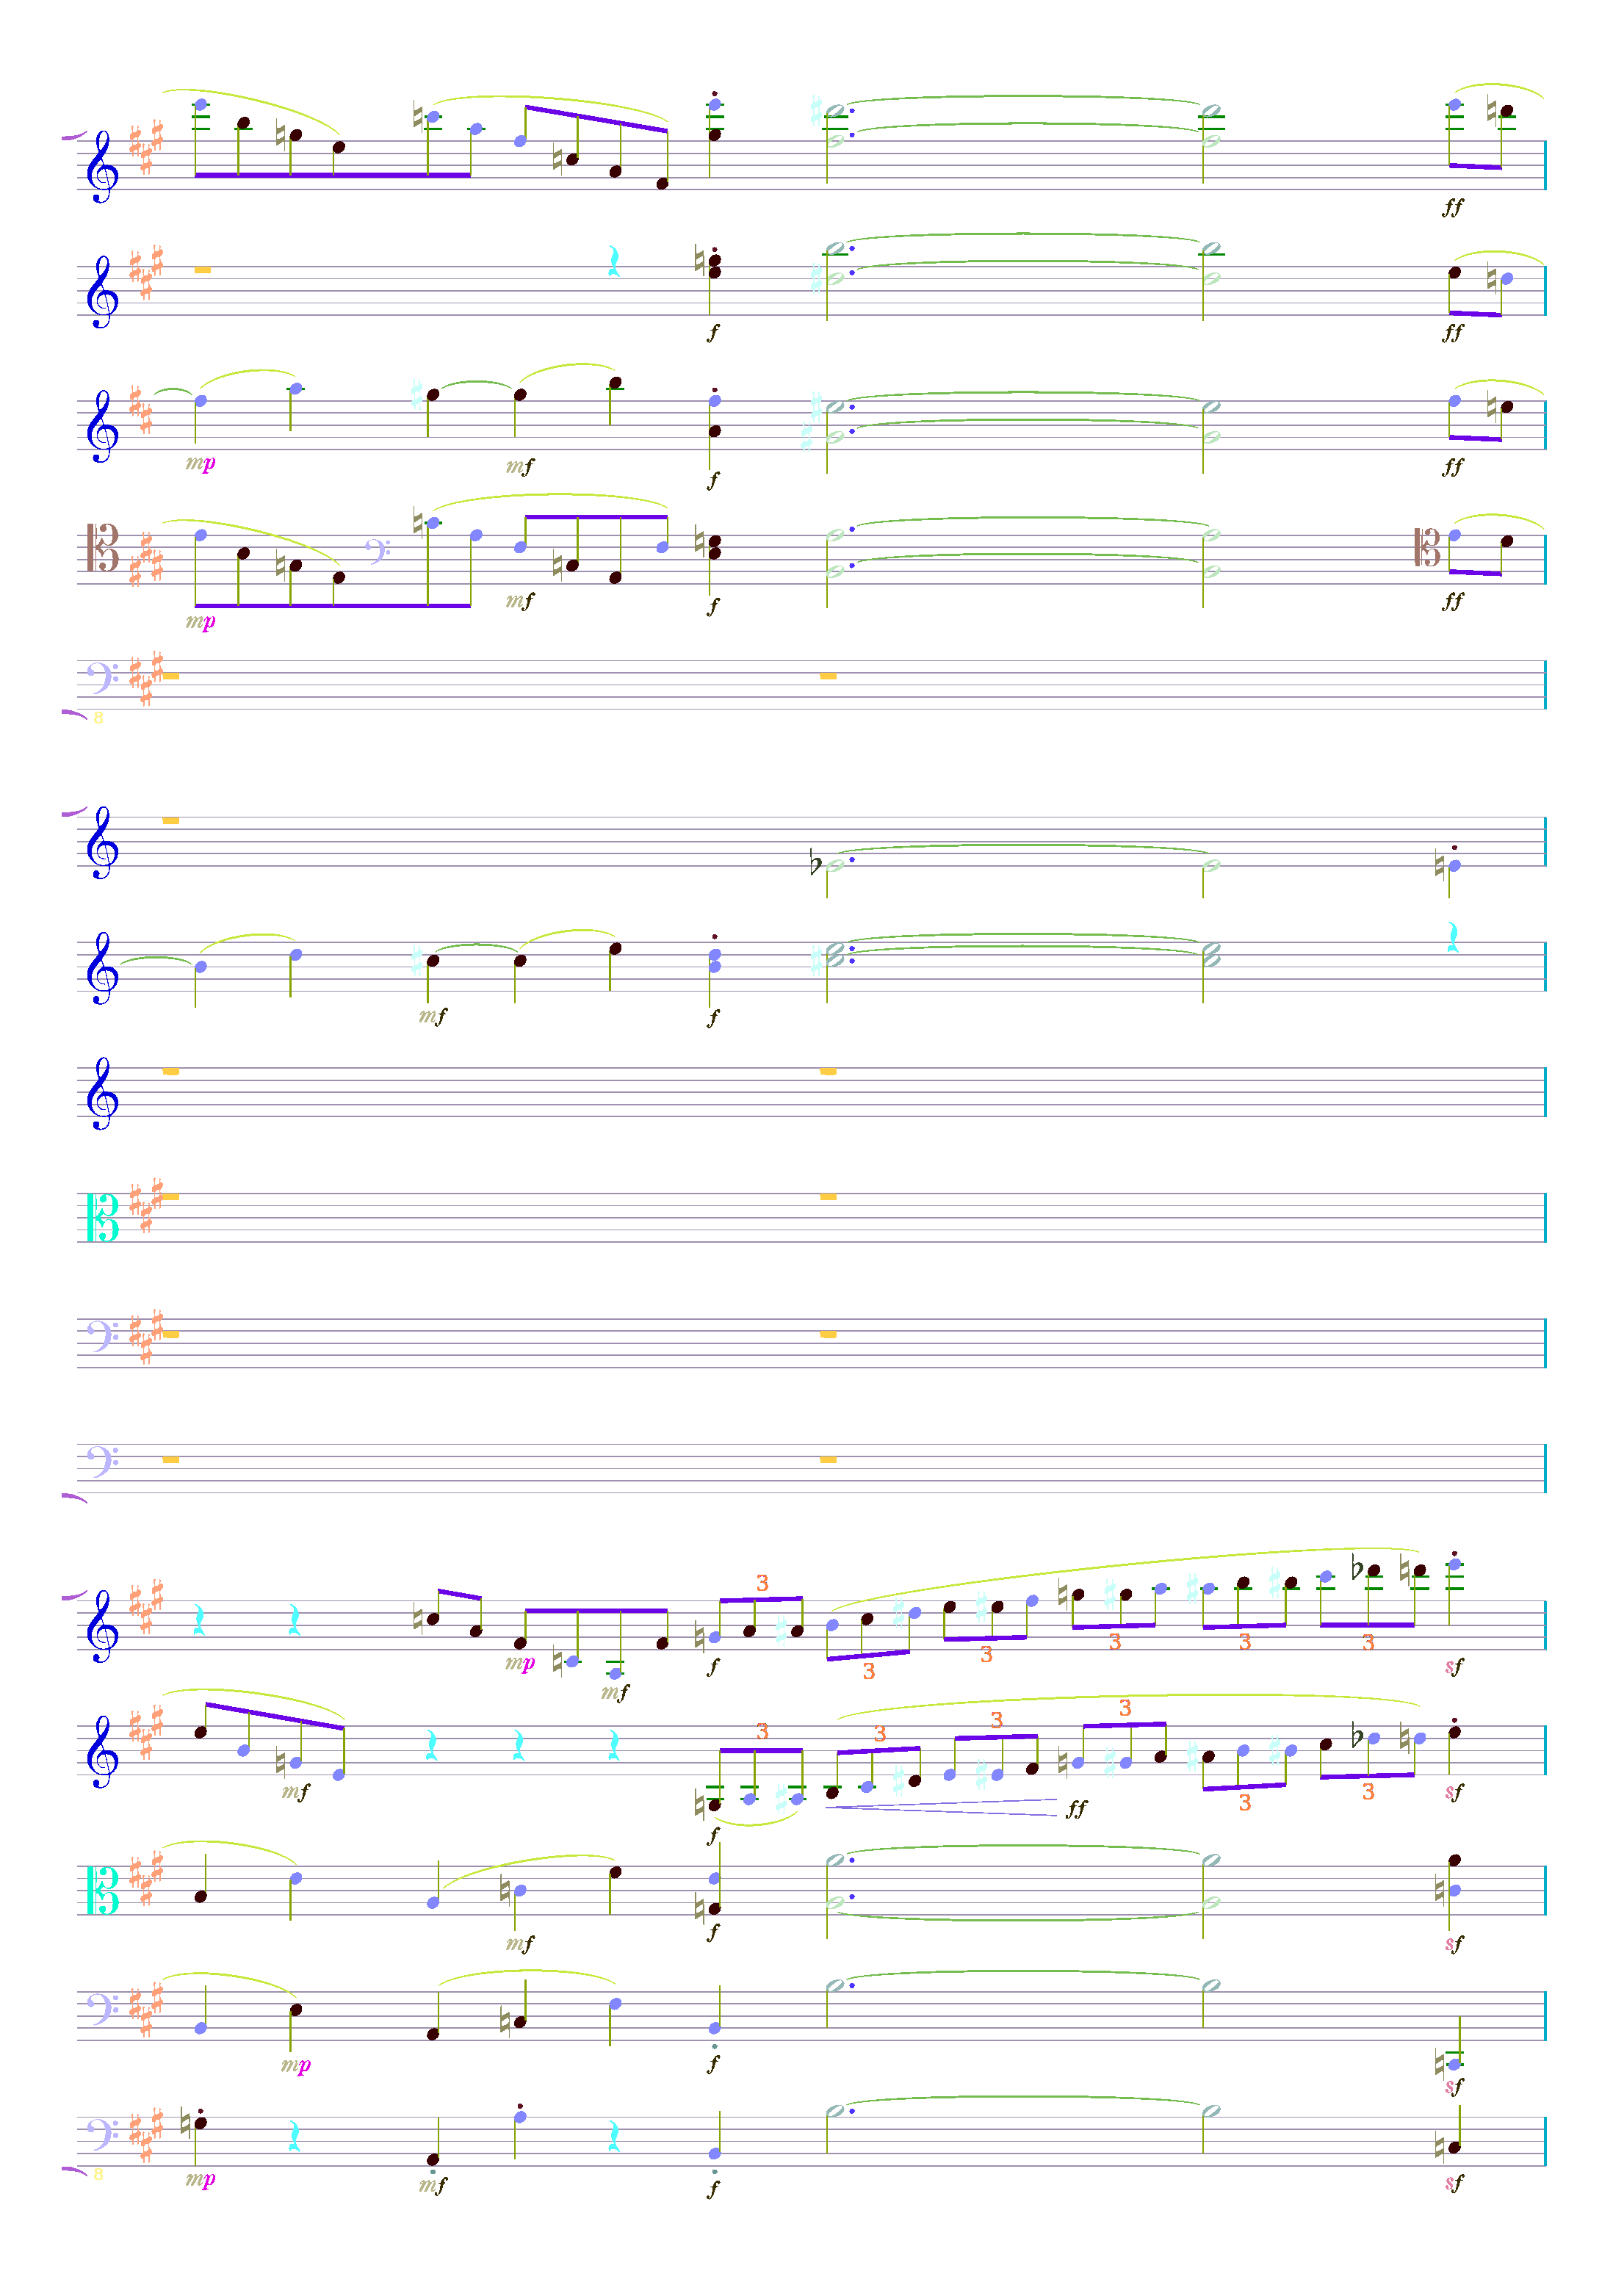 ff
f ff
mp mf f ff
mp mf f ff
8
mf f
3
mp mf f 3 3 3 3 3 sf
3 3 3 3
mf f ff 3 3 sf
mf f sf
mp f sf
mp mf f sf
8